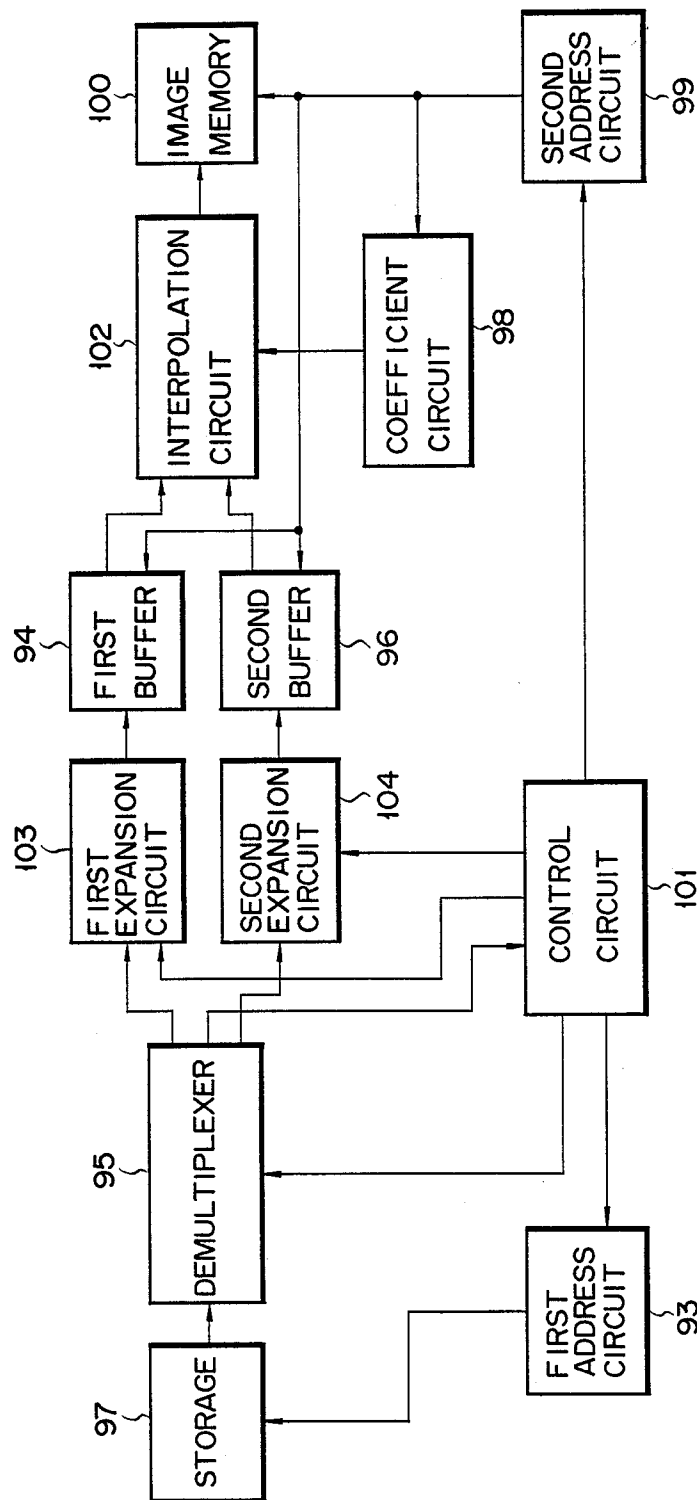 97
STORAGE
95
DEMULTIPLEXER
103
FIRST
EXPANSION
CIRCUIT
94
FIRST
BUFFER
102
INTERPOLATION
CIRCUIT
100
IMAGE
MEMORY
SECOND
EXPANSION
CIRCUIT
104
SECOND
BUFFER
96
COEFFICIENT
CIRCUIT
98
FIRST
ADDRESS
CIRCUIT
93
CONTROL
CIRCUIT
101
SECOND
ADDRESS
CIRCUIT
99